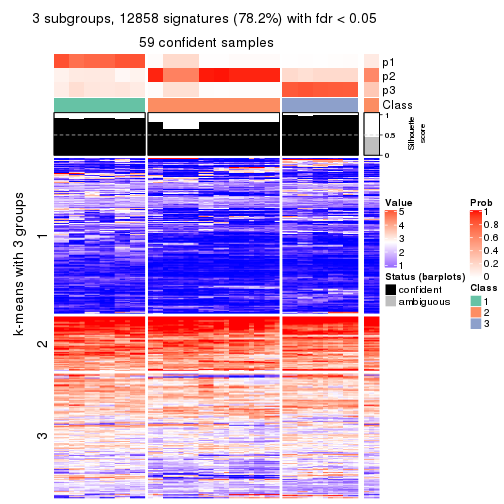 3 subgroups, 12858 signatures (78.2%) with fdr < 0.05
59 confident samples
p1
p2
p3
Class
1
0.5
0
Silhouette
score
k-means with 3 groups
1
2
3
Value
5
4
3
2
1
Status (barplots)
confident
ambiguous
Prob
1
0.8
0.6
0.4
0.2
0
Class
1
2
3